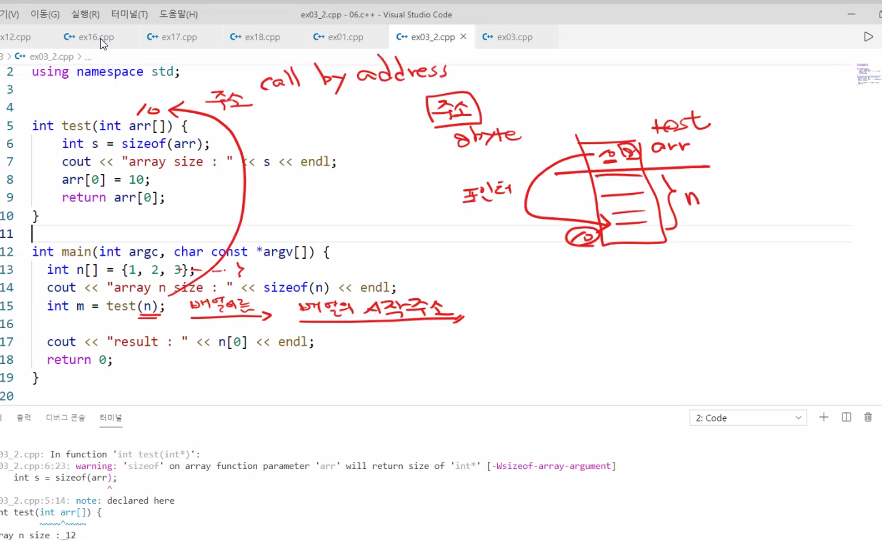 기(V) 이동(G) 실행(R) 터미널(T) 도움말(H) ex03_2.cpp - 06.c++ - Visual Studio Code
ex12.cpp ex16.cpp ex17.cpp ex18.cpp ex01.cpp ex03_2.cpp ex03.cpp
3 > ex03_2.cpp > ...
2 using namespace std;
call by address
3
주소
주소
4
10
8byte
test
arr
5 int test(int arr[]) {
6 int s = sizeof(arr);
7 cout << "array size : " << s << endl;
8 arr[0] = 10;
포인터
n
9 return arr[0];
10 }
11
10
12 int main(int argc, char const *argv[]) {
13 int n[] = {1, 2, 3};
14 cout << "array n size : " << sizeof(n) << endl;
15 int m = test(n); 배열이름 배열의 시작주소
16
17 cout << "result : " << n[0] << endl;
18 return 0;
19 }
20
출력 디버그 콘솔 터미널 2: Code
03_2.cpp: In function 'int test(int*)':
03_2.cpp:6:23: warning: 'sizeof' on array function parameter 'arr' will return size of 'int*' [-Wsizeof-array-argument]
int s = sizeof(arr);
^
03_2.cpp:5:14: note: declared here
nt test(int arr[]) {
~~~~^~~~~
ray n size : 12